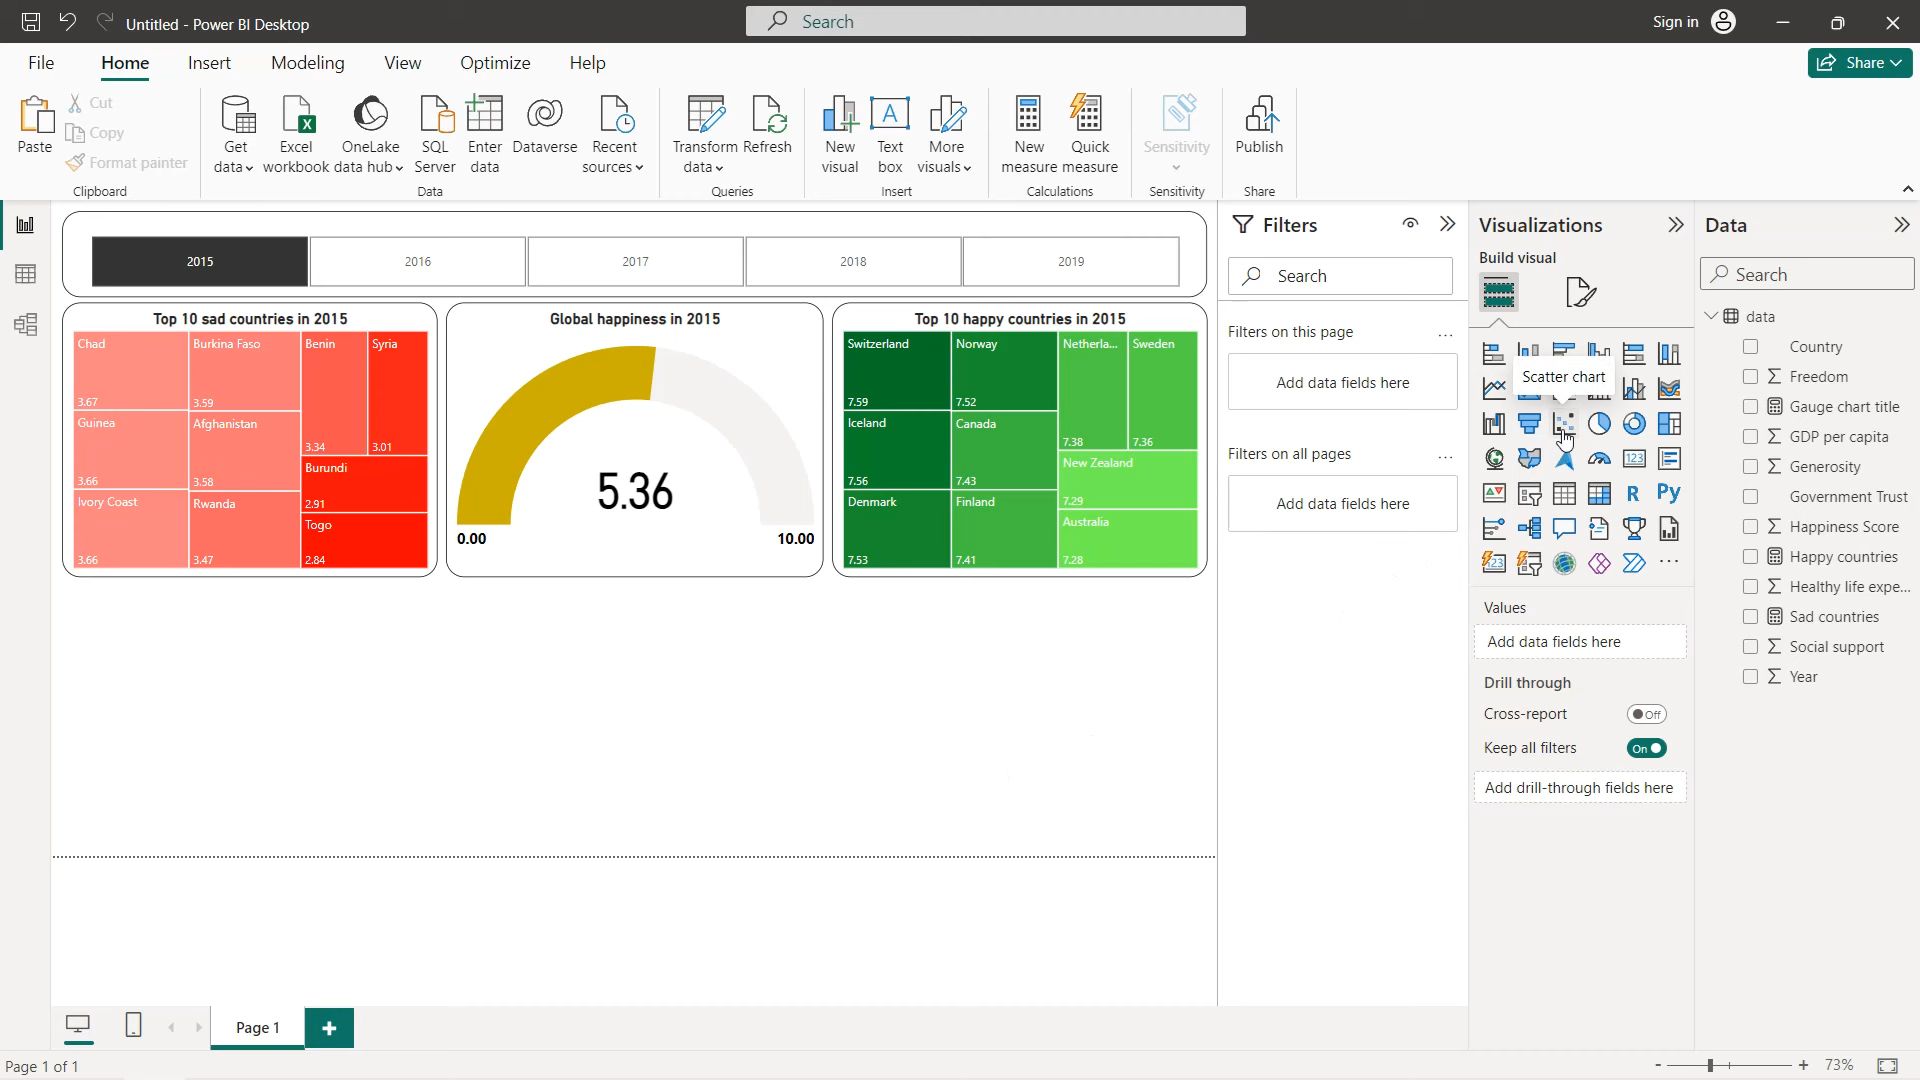 Untitled - Power BI Desktop
Search
Sign in
File
Home
Insert
Modeling
View
Optimize
Help
Share
Paste
Cut
Copy
Format painter
Clipboard
Get data
Excel workbook
OneLake data hub
SQL Server
Enter data
Dataverse
Recent sources
Data
Transform data
Refresh
Queries
New visual
Text box
More visuals
Insert
New measure
Quick measure
Calculations
Sensitivity
Sensitivity
Publish
Share
2015
2016
2017
2018
2019
Top 10 sad countries in 2015
Chad
3.67
Guinea
3.66
Ivory Coast
3.66
Burkina Faso
3.59
Afghanistan
3.58
Rwanda
3.47
Benin
3.34
Syria
3.01
Burundi
2.91
Togo
2.84
Global happiness in 2015
5.36
0.00
10.00
Top 10 happy countries in 2015
Switzerland
7.59
Iceland
7.56
Denmark
7.53
Norway
7.52
Canada
7.43
Finland
7.41
Netherla...
7.38
Sweden
7.36
New Zealand
7.29
Australia
7.28
Filters
Search
Filters on this page
...
Add data fields here
Filters on all pages
...
Add data fields here
Visualizations
Build visual
Scatter chart
123
R
Py
123
...
Values
Add data fields here
Drill through
Cross-report
Off
Keep all filters
On
Add drill-through fields here
Data
Search
data
Country
Freedom
Gauge chart title
GDP per capita
Generosity
Government Trust
Happiness Score
Happy countries
Healthy life expe...
Sad countries
Social support
Year
Page 1
Page 1 of 1
- + 73%